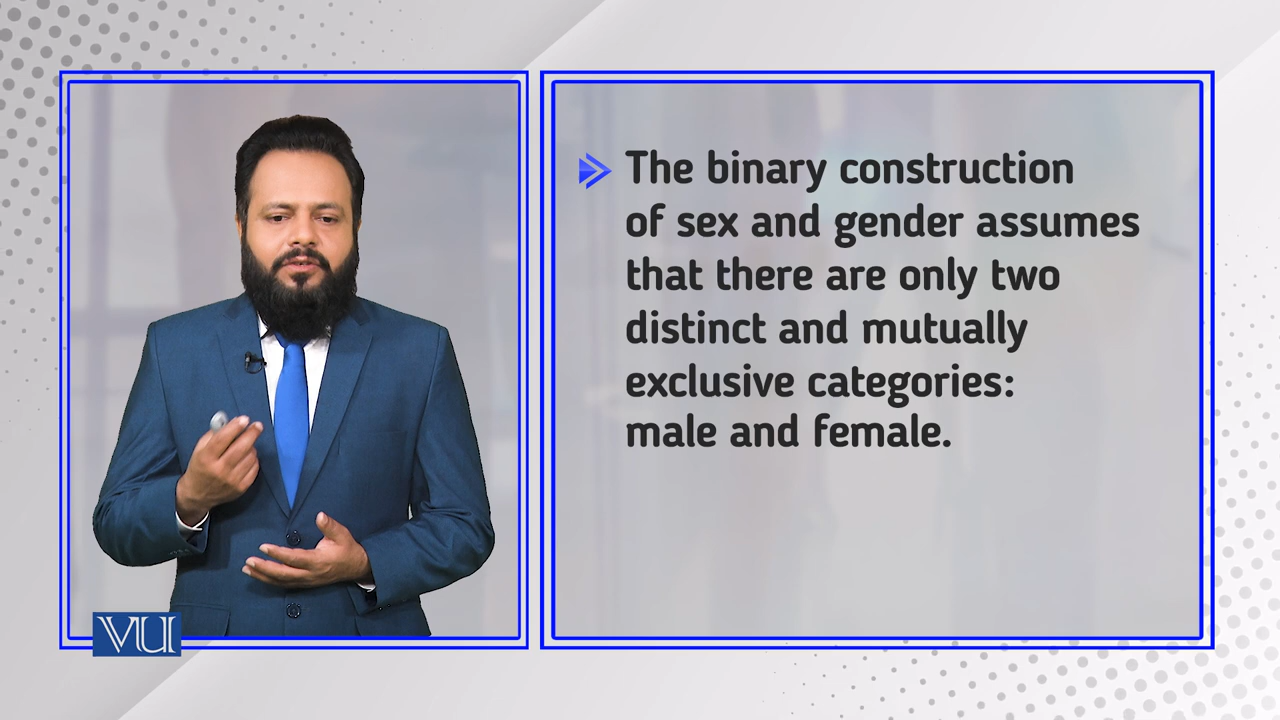 The binary construction
of sex and gender assumes
that there are only two
distinct and mutually
exclusive categories:
male and female.
VU